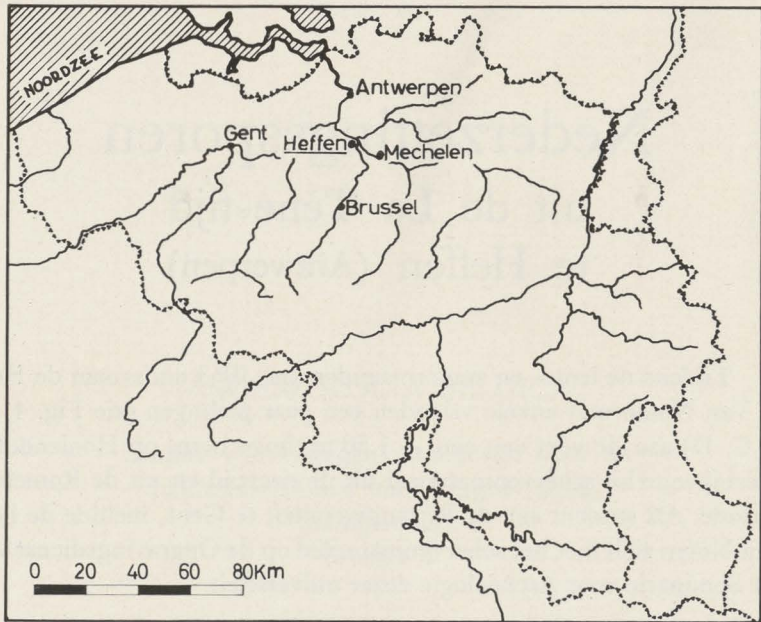 NOORDZEE
Antwerpen
Gent
Heffen
Mechelen
Brussel
0 20 40 60 80Km